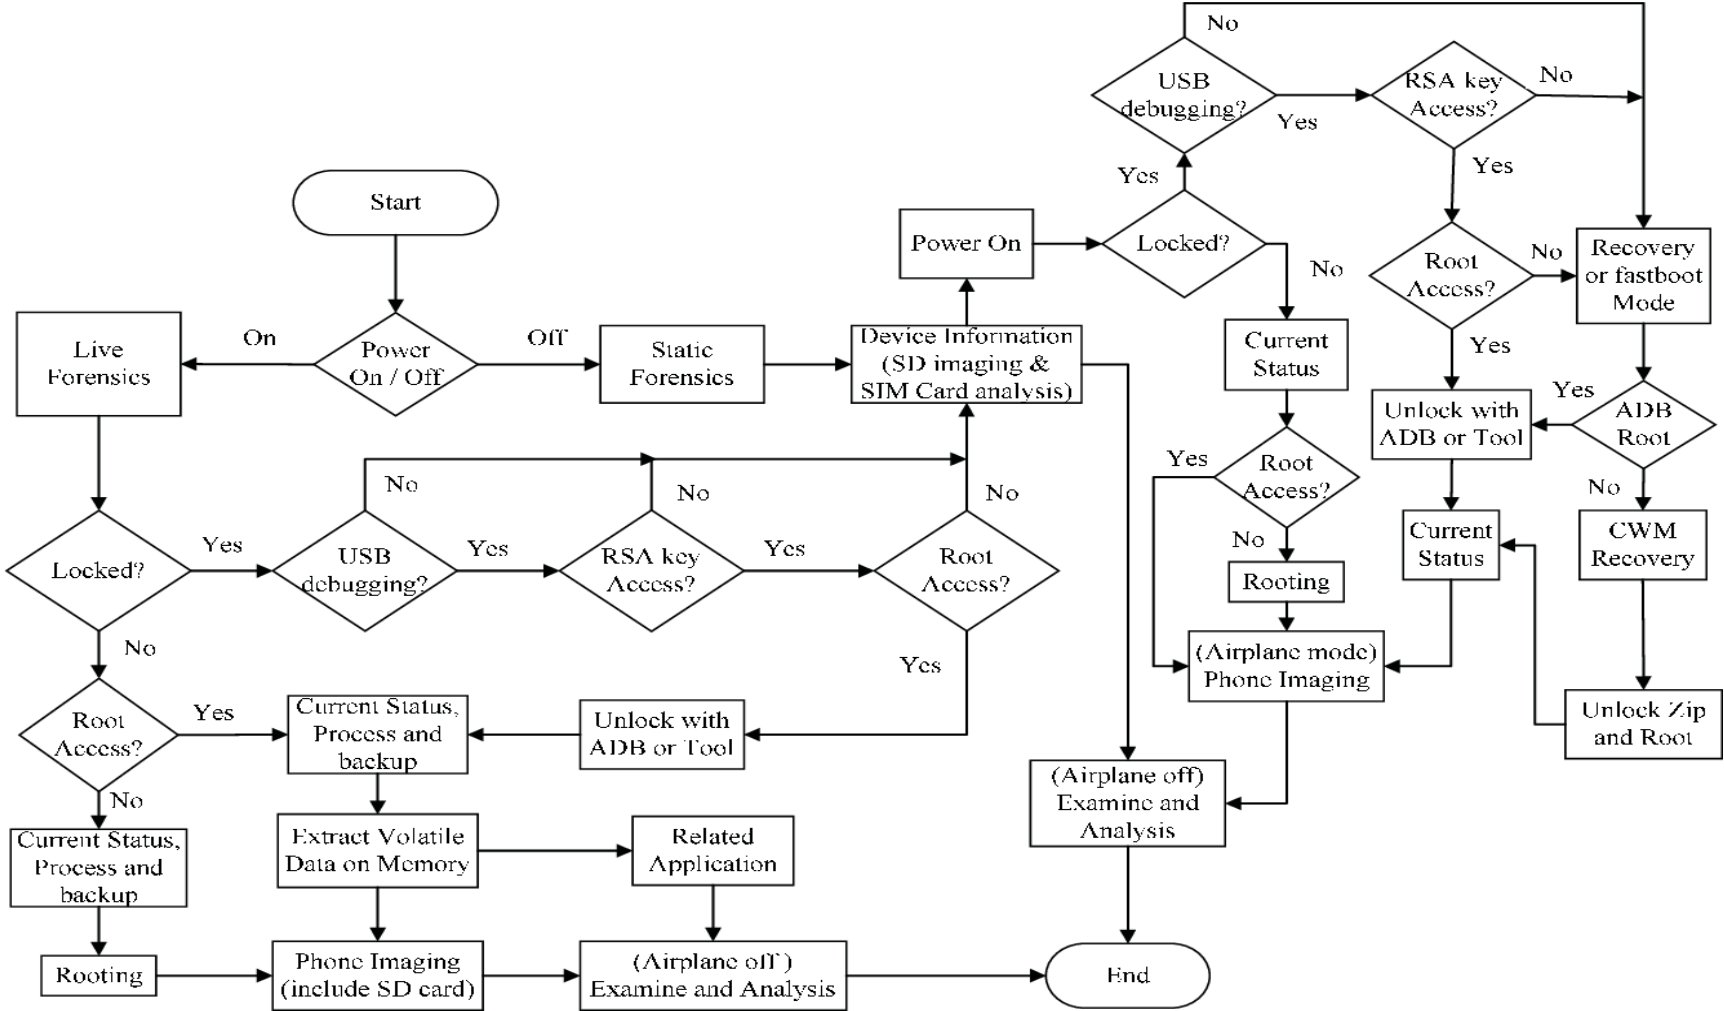 No
USB
debugging?
Yes
RSA key
Access?
No
Yes
Yes
Start
Power On
Locked?
No
Root
Access?
No
Recovery
or fastboot
Mode
Yes
Live
Forensics
On
Power
On / Off
Off
Static
Forensics
Device Information
(SD imaging &
SIM Card analysis)
Current
Status
Unlock with
ADB or Tool
Yes
ADB
Root
No
Yes
Root
Access?
No
Current
Status
CWM
Recovery
Locked?
Yes
USB
debugging?
No
Yes
RSA key
Access?
No
Yes
Root
Access?
No
Rooting
No
Yes
(Airplane mode)
Phone Imaging
Unlock Zip
and Root
Root
Access?
Yes
Current Status,
Process and
backup
Unlock with
ADB or Tool
No
(Airplane off)
Examine and
Analysis
Current Status,
Process and
backup
Extract Volatile
Data on Memory
Related
Application
Rooting
Phone Imaging
(include SD card)
(Airplane off )
Examine and Analysis
End